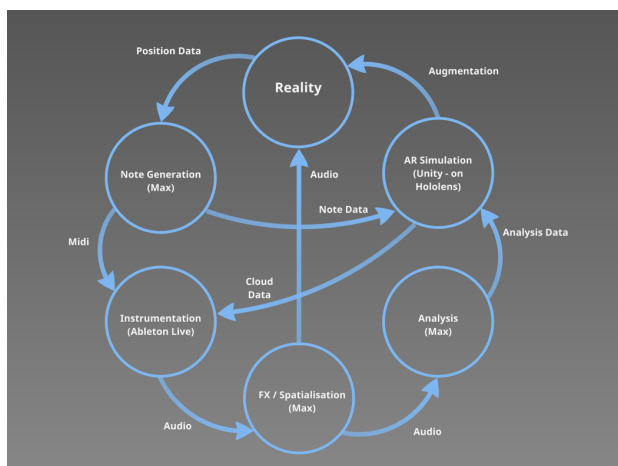 Position Data
Reality
Augmentation
Note Generation
(Max)
Audio
AR Simulation
(Unity - on
Hololens)
Note Data
Midi
Analysis Data
Cloud
Data
Instrumentation
(Ableton Live)
Analysis
(Max)
FX / Spatialisation
(Max)
Audio
Audio